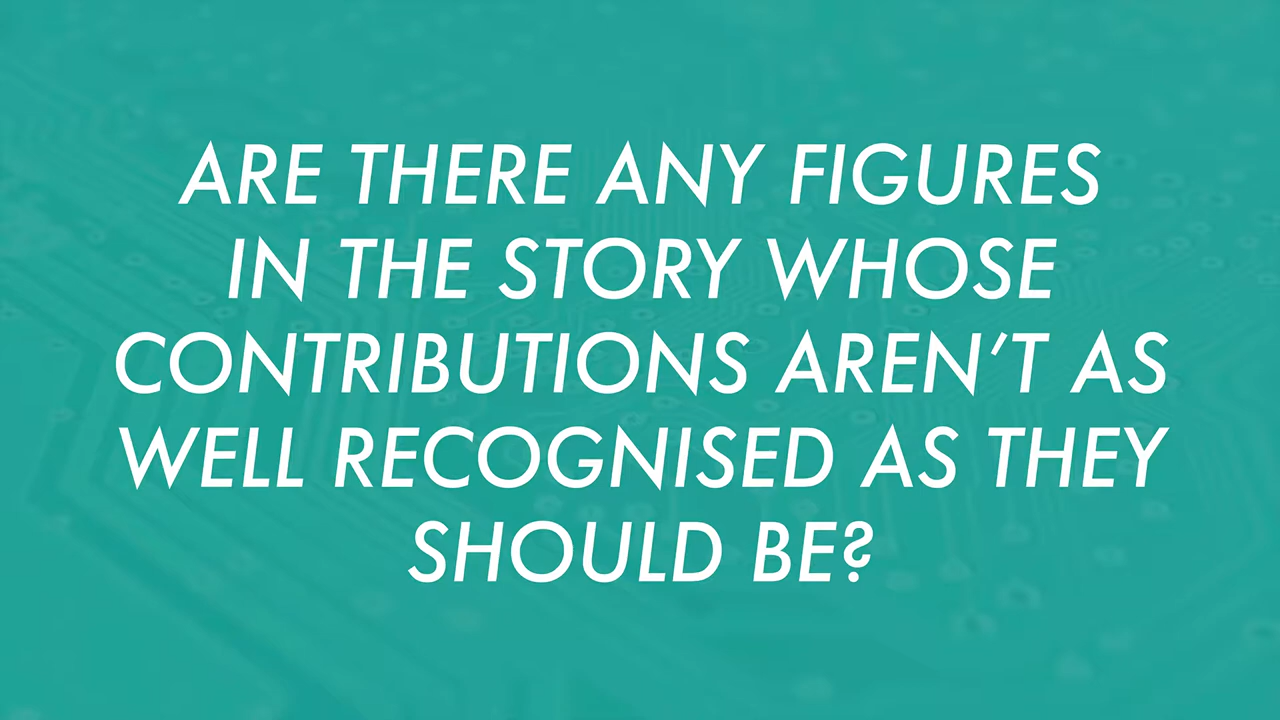 ARE THERE ANY FIGURES
IN THE STORY WHOSE
CONTRIBUTIONS AREN’T AS
WELL RECOGNISED AS THEY
SHOULD BE?